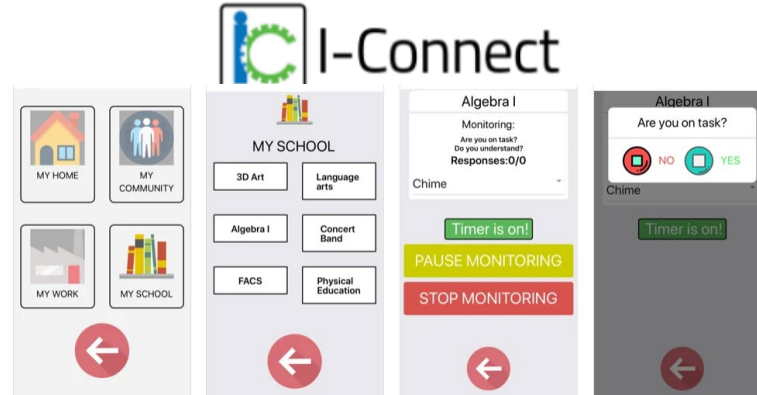 I-Connect
MY HOME
MY
COMMUNITY
MY WORK
MY SCHOOL
MY SCHOOL
3D Art
Language
arts
Algebra I
Concert
Band
FACS
Physical
Education
Algebra I
Monitoring:
Are you on task?
Do you understand?
Responses:0/0
Chime
Timer is on!
PAUSE MONITORING
STOP MONITORING
Algebra I
Are you on task?
NO
YES
Chime
Timer is on!